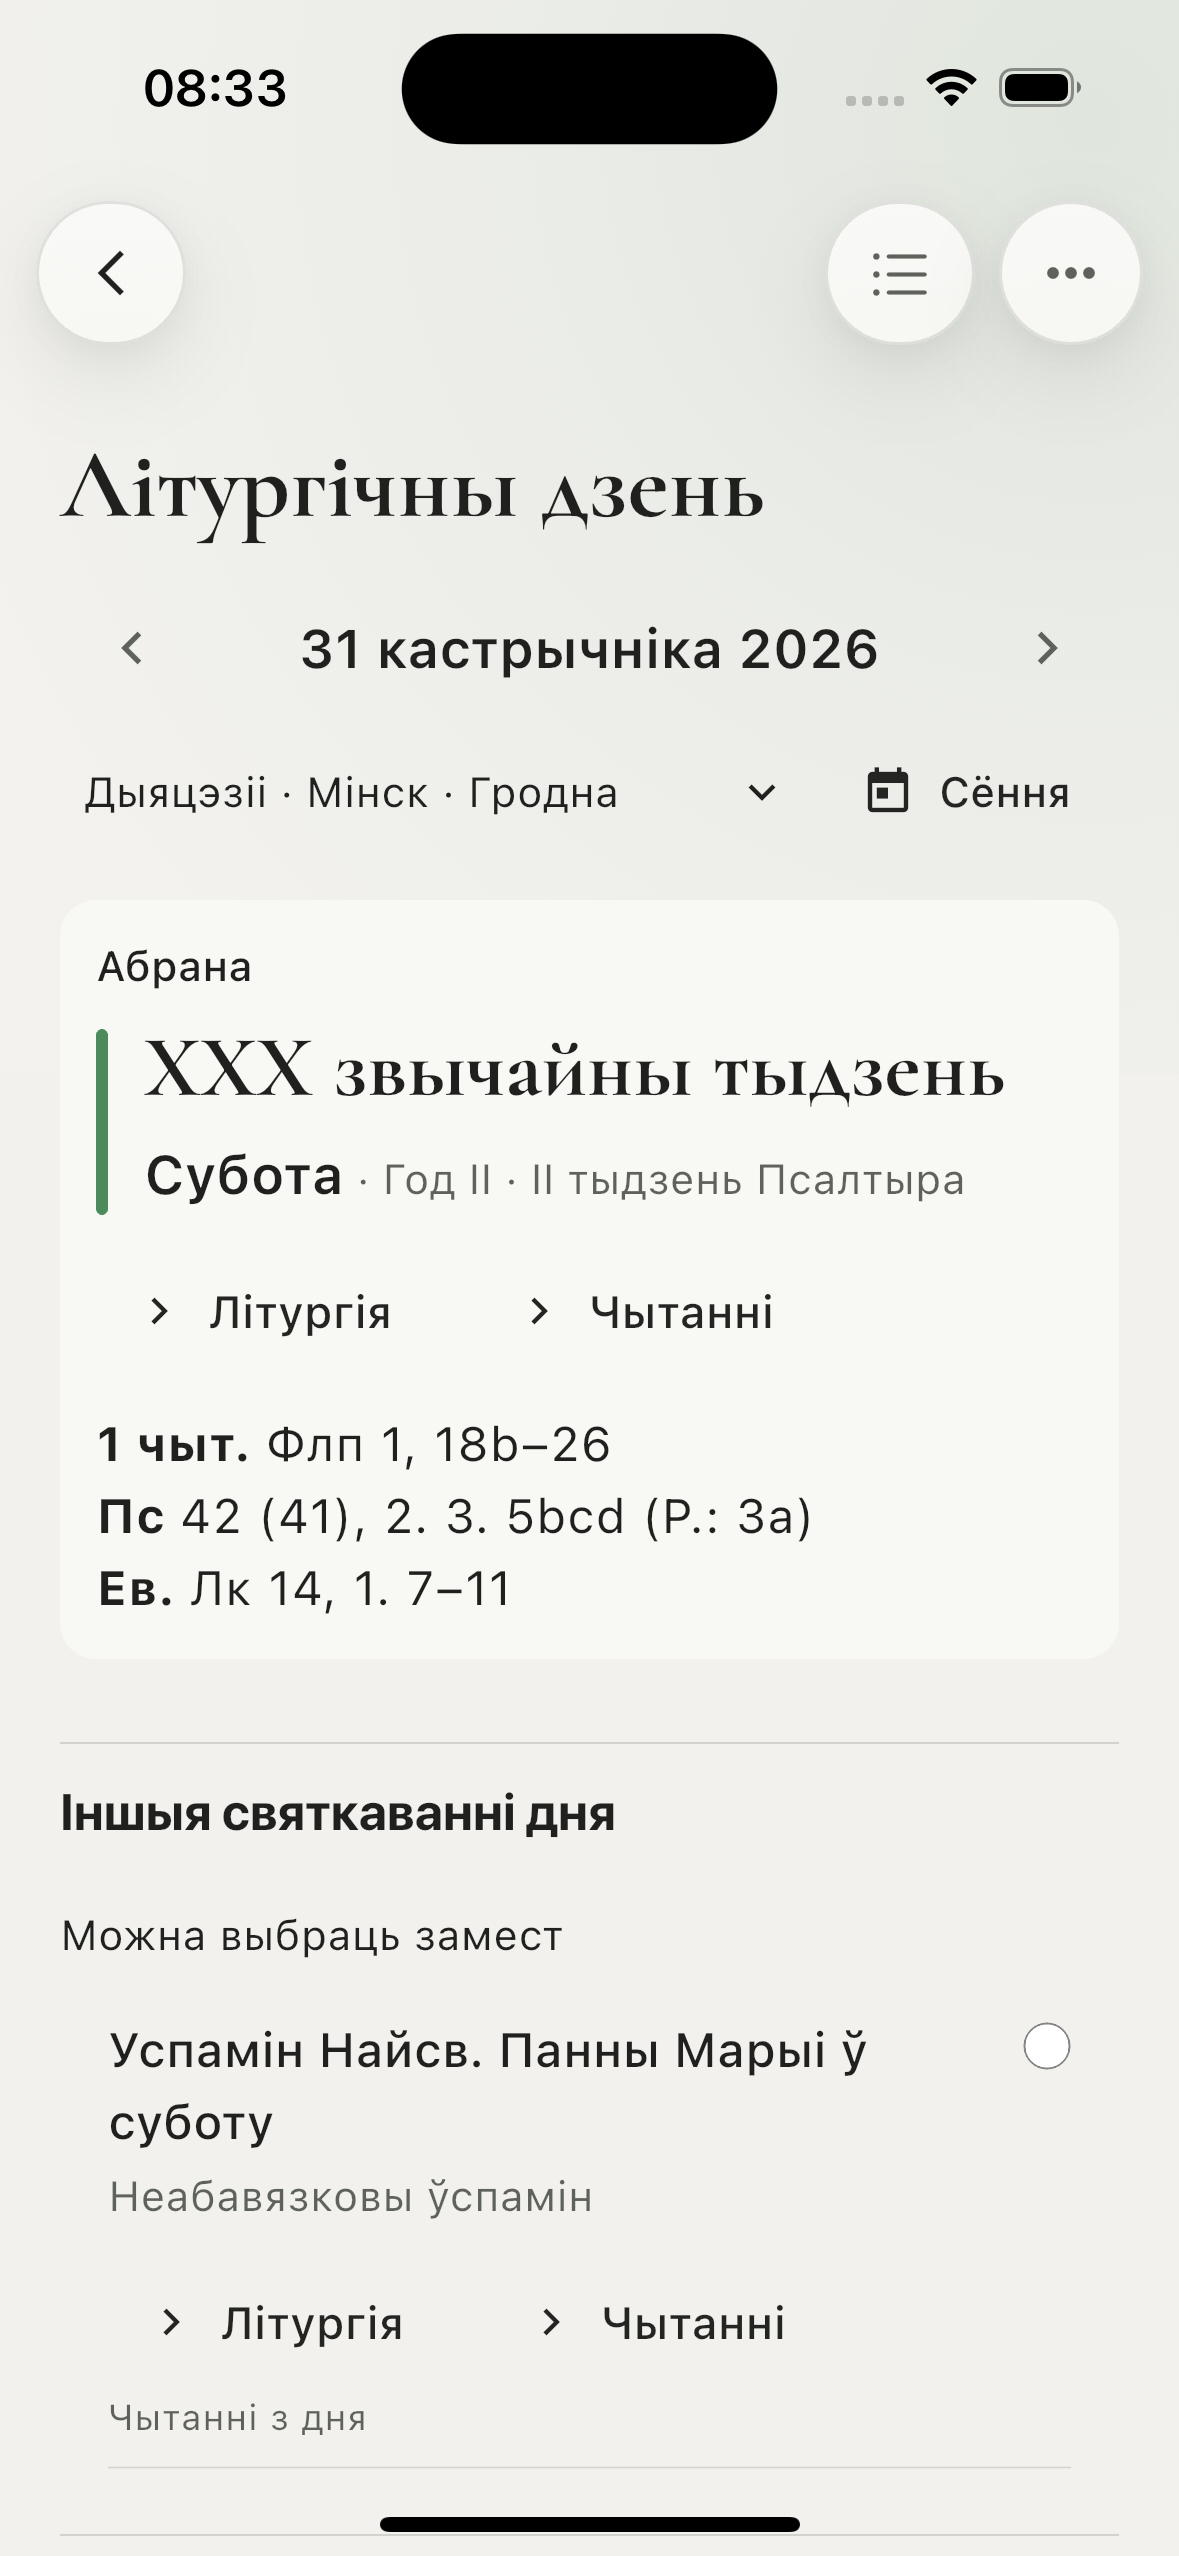 08:33
Літургічны дзень
31 кастрычніка 2026
Дыяцэзіі · Мінск · Гродна
Сёння
Абрана
XXX звычайны тыдзень
Субота · Год II · II тыдзень Псалтыра
Літургія
Чытанні
1 чыт. Флп 1, 18b–26
Пс 42 (41), 2. 3. 5bcd (Р.: 3а)
Ев. Лк 14, 1. 7–11
Іншыя святкаванні дня
Можна выбраць замест
Успамін Найсв. Панны Марыі ў
суботу
Неабавязковы ўспамін
Літургія
Чытанні
Чытанні з дня